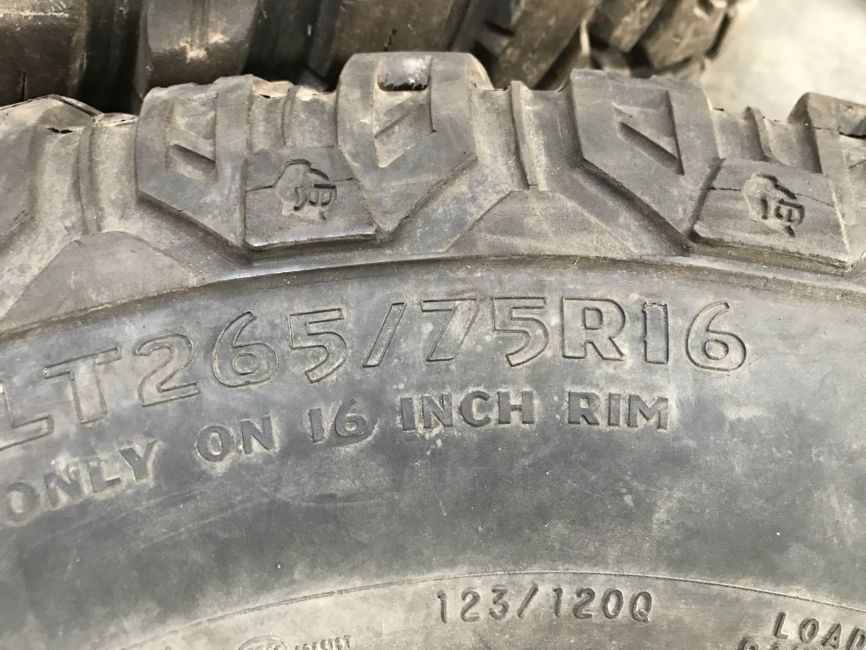 LT265/75R16
ONLY ON 16 INCH RIM
123/120Q
LOAD